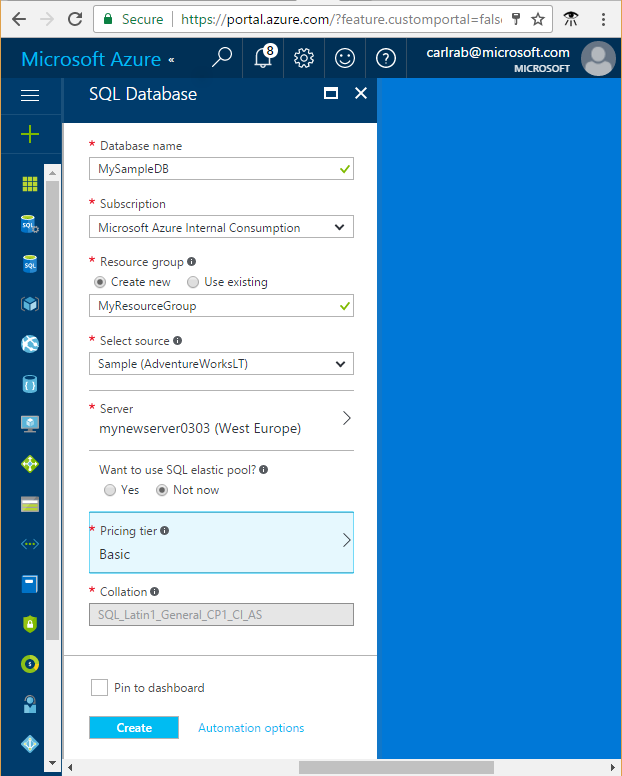 Secure
https://portal.azure.com/?feature.customportal=false
Microsoft Azure «
8
carlrab@microsoft.com
MICROSOFT
SQL Database
* Database name
MySampleDB
* Subscription
Microsoft Azure Internal Consumption
* Resource group
Create new
Use existing
MyResourceGroup
* Select source
Sample (AdventureWorksLT)
* Server
mynewserver0303 (West Europe)
Want to use SQL elastic pool?
Yes
Not now
* Pricing tier
Basic
* Collation
SQL_Latin1_General_CP1_CI_AS
Pin to dashboard
Create
Automation options
SQL
SQL